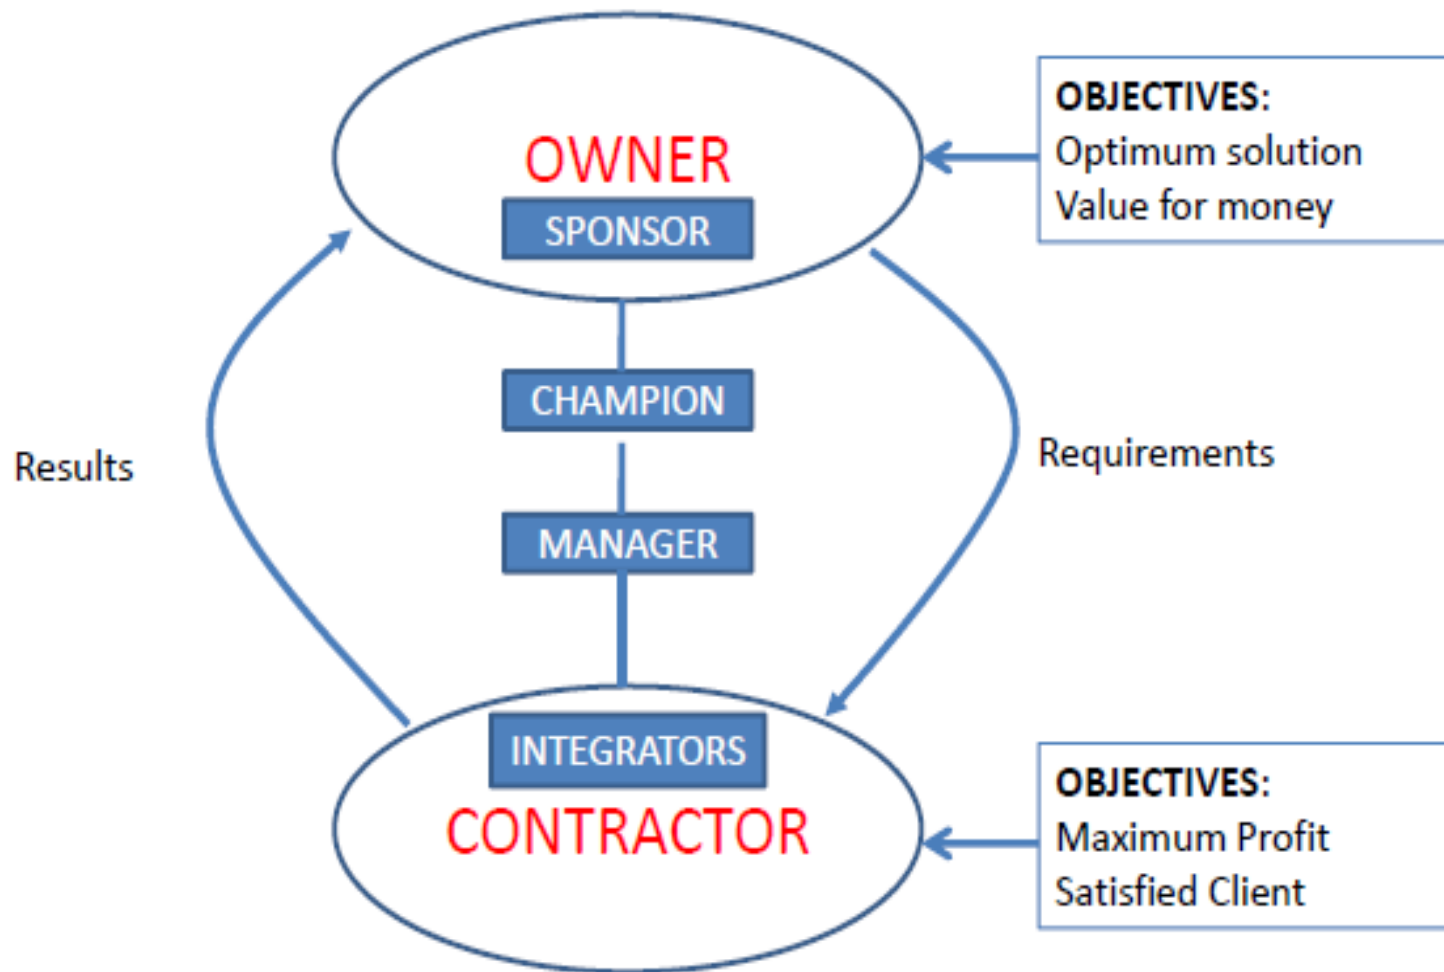 OWNER
SPONSOR
OBJECTIVES:
Optimum solution
Value for money
CHAMPION
Results
Requirements
MANAGER
INTEGRATORS
CONTRACTOR
OBJECTIVES:
Maximum Profit
Satisfied Client